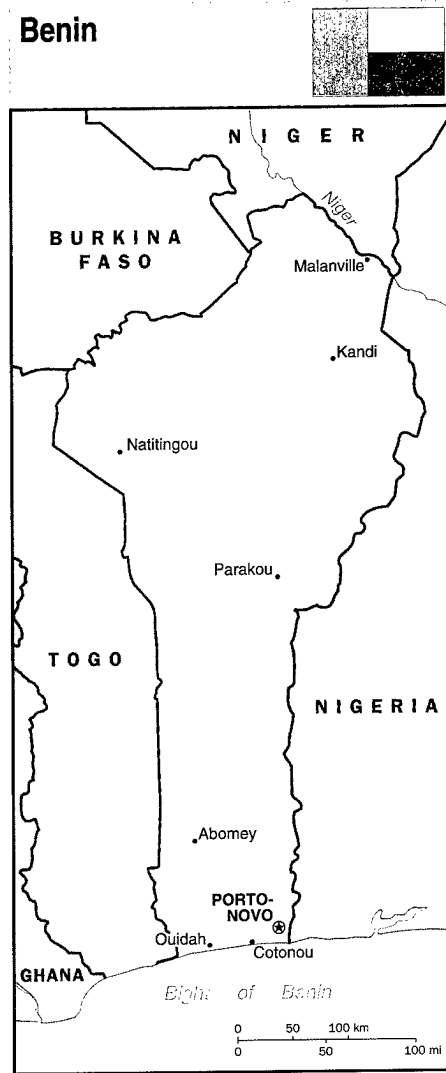 Benin
NIGER
Niger
BURKINA
FASO
Malanville
Kandi
Natitingou
Parakou
TOGO
NIGERIA
Abomey
PORTO-
NOVO
Ouidah
Cotonou
GHANA
Bight of Benin
0 50 100 km
0 50 100 mi